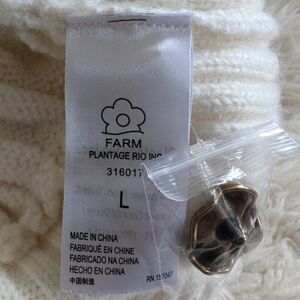 FARM
PLANTAGE RIO INC
316017
L
MADE IN CHINA
FABRIQUÉ EN CHINE
FABRICADO NA CHINA
HECHO EN CHINA
中国制造
RN